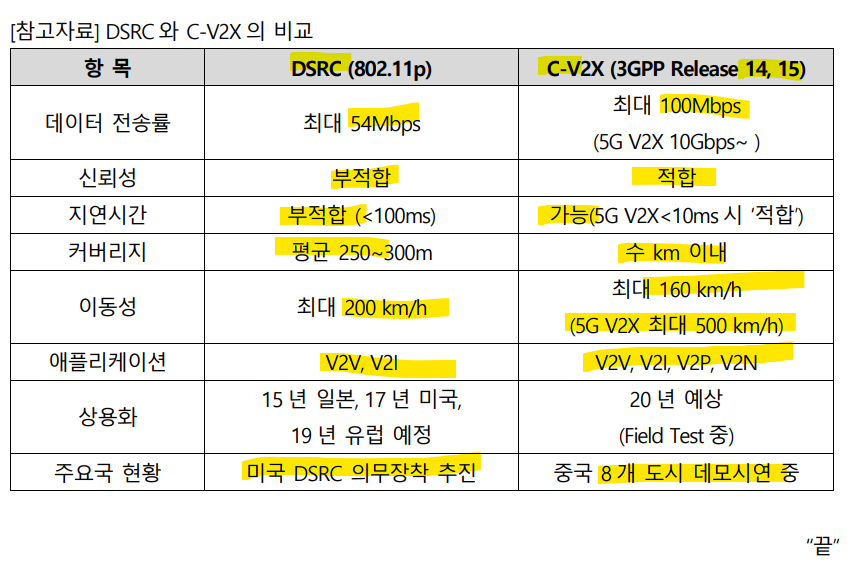 [참고자료] DSRC 와 C-V2X 의 비교
항 목 DSRC (802.11p) C-V2X (3GPP Release 14, 15)
데이터 전송률 최대 54Mbps 최대 100Mbps
(5G V2X 10Gbps~ )
신뢰성 부적합 적합
지연시간 부적합 (<100ms) 가능(5G V2X<10ms 시 '적합')
커버리지 평균 250~300m 수 km 이내
이동성 최대 200 km/h 최대 160 km/h
(5G V2X 최대 500 km/h)
애플리케이션 V2V, V2I V2V, V2I, V2P, V2N
상용화 15 년 일본, 17 년 미국, 20 년 예상
19 년 유럽 예정 (Field Test 중)
주요국 현황 미국 DSRC 의무장착 추진 중국 8 개 도시 데모시연 중
"끝"